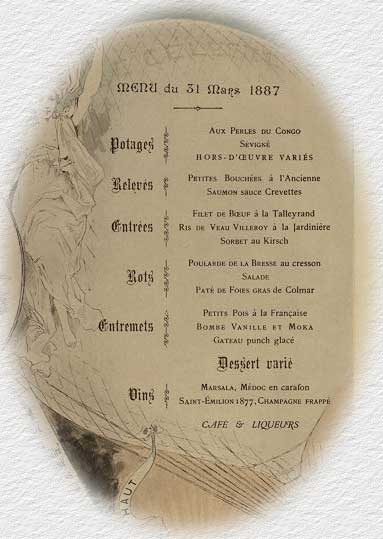 MENU du 31 Mars 1887
Potages
AUX PERLES DU CONGO
SEVIGNÉ
HORS-D'ŒUVRE VARIÉS
Relevés
PETITES BOUCHÉES à l'Ancienne
SAUMON sauce Crevettes
Entrées
FILET DE BŒUF à la Talleyrand
RIS DE VEAU VILLEROY à la Jardinière
SORBET au Kirsch
Rots
POULARDE DE LA BRESSE au cresson
SALADE
PATÉ DE FOIES GRAS de Colmar
Entremets
PETITS POIS à la Française
BOMBE VANILLE ET MOKA
GATEAU punch glacé
Dessert varié
Vins
MARSALA, MÉDOC en carafon
SAINT-ÉMILION 1877, CHAMPAGNE FRAPPÉ
CAFÉ & LIQUEURS
HAUT